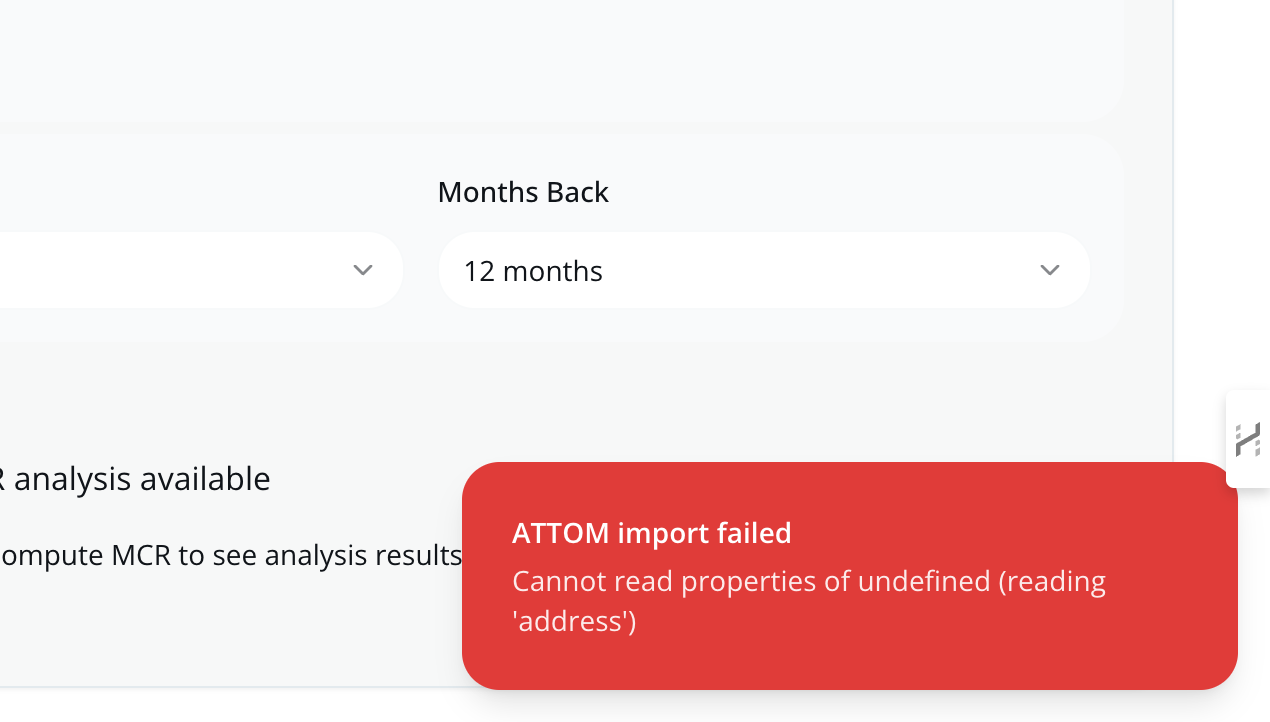 Months Back
12 months
analysis available
compute MCR to see analysis results
ATTOM import failed
Cannot read properties of undefined (reading
'address')